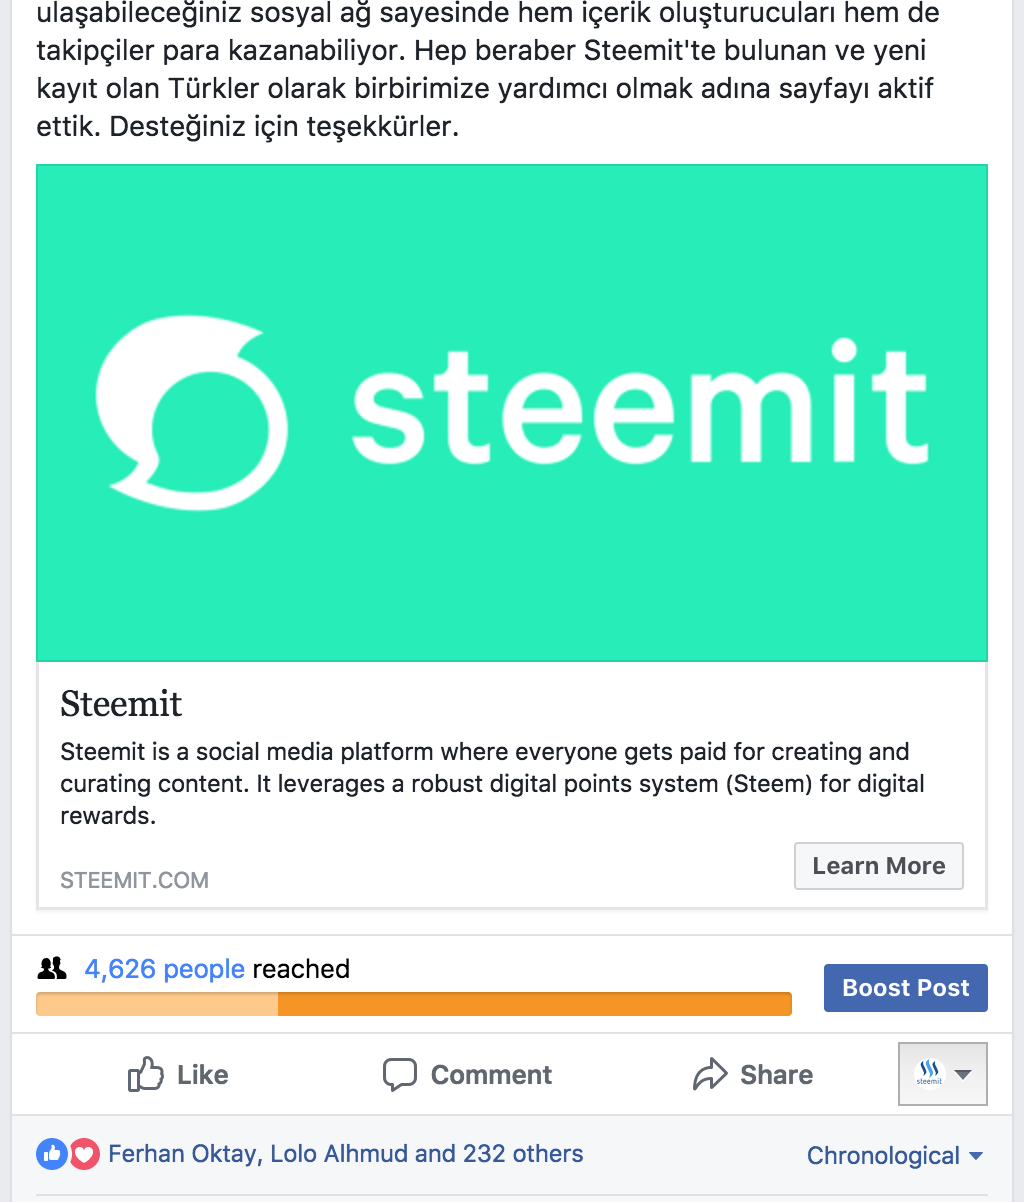 ulaşabileceğiniz sosyal ağ sayesinde hem içerik oluşturucuları hem de
takipçiler para kazanabiliyor. Hep beraber Steemit'te bulunan ve yeni
kayıt olan Türkler olarak birbirimize yardımcı olmak adına sayfayı aktif
ettik. Desteğiniz için teşekkürler.
steemit
Steemit
Steemit is a social media platform where everyone gets paid for creating and
curating content. It leverages a robust digital points system (Steem) for digital
rewards.
STEEMIT.COM
Learn More
4,626 people reached
Boost Post
Like
Comment
Share
steemit
Ferhan Oktay, Lolo Alhmud and 232 others
Chronological